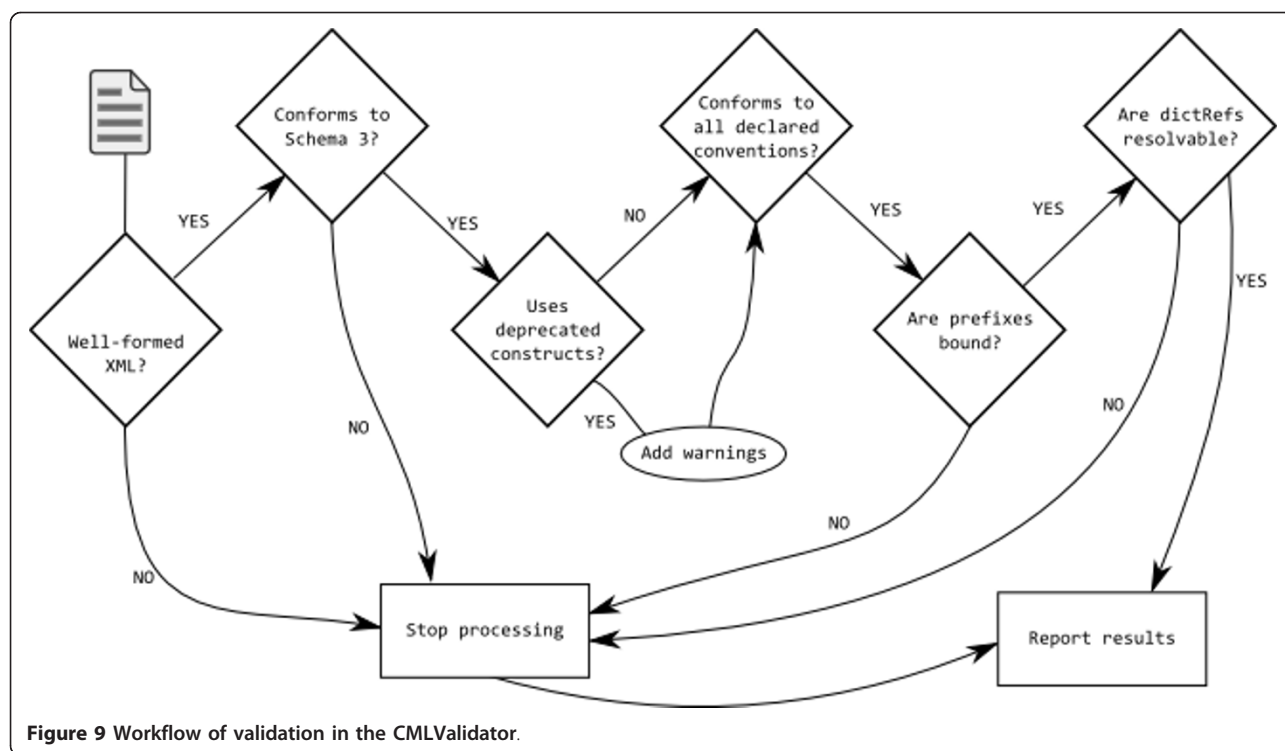 Conforms to
Schema 3?
Conforms to
all declared
conventions?
Are dictRefs
resolvable?
YES
YES
NO
YES
YES
YES
Well-formed
XML?
Uses
deprecated
constructs?
Are prefixes
bound?
NO
YES
NO
Add warnings
NO
NO
Stop processing
Report results
Figure 9 Workflow of validation in the CMLValidator.